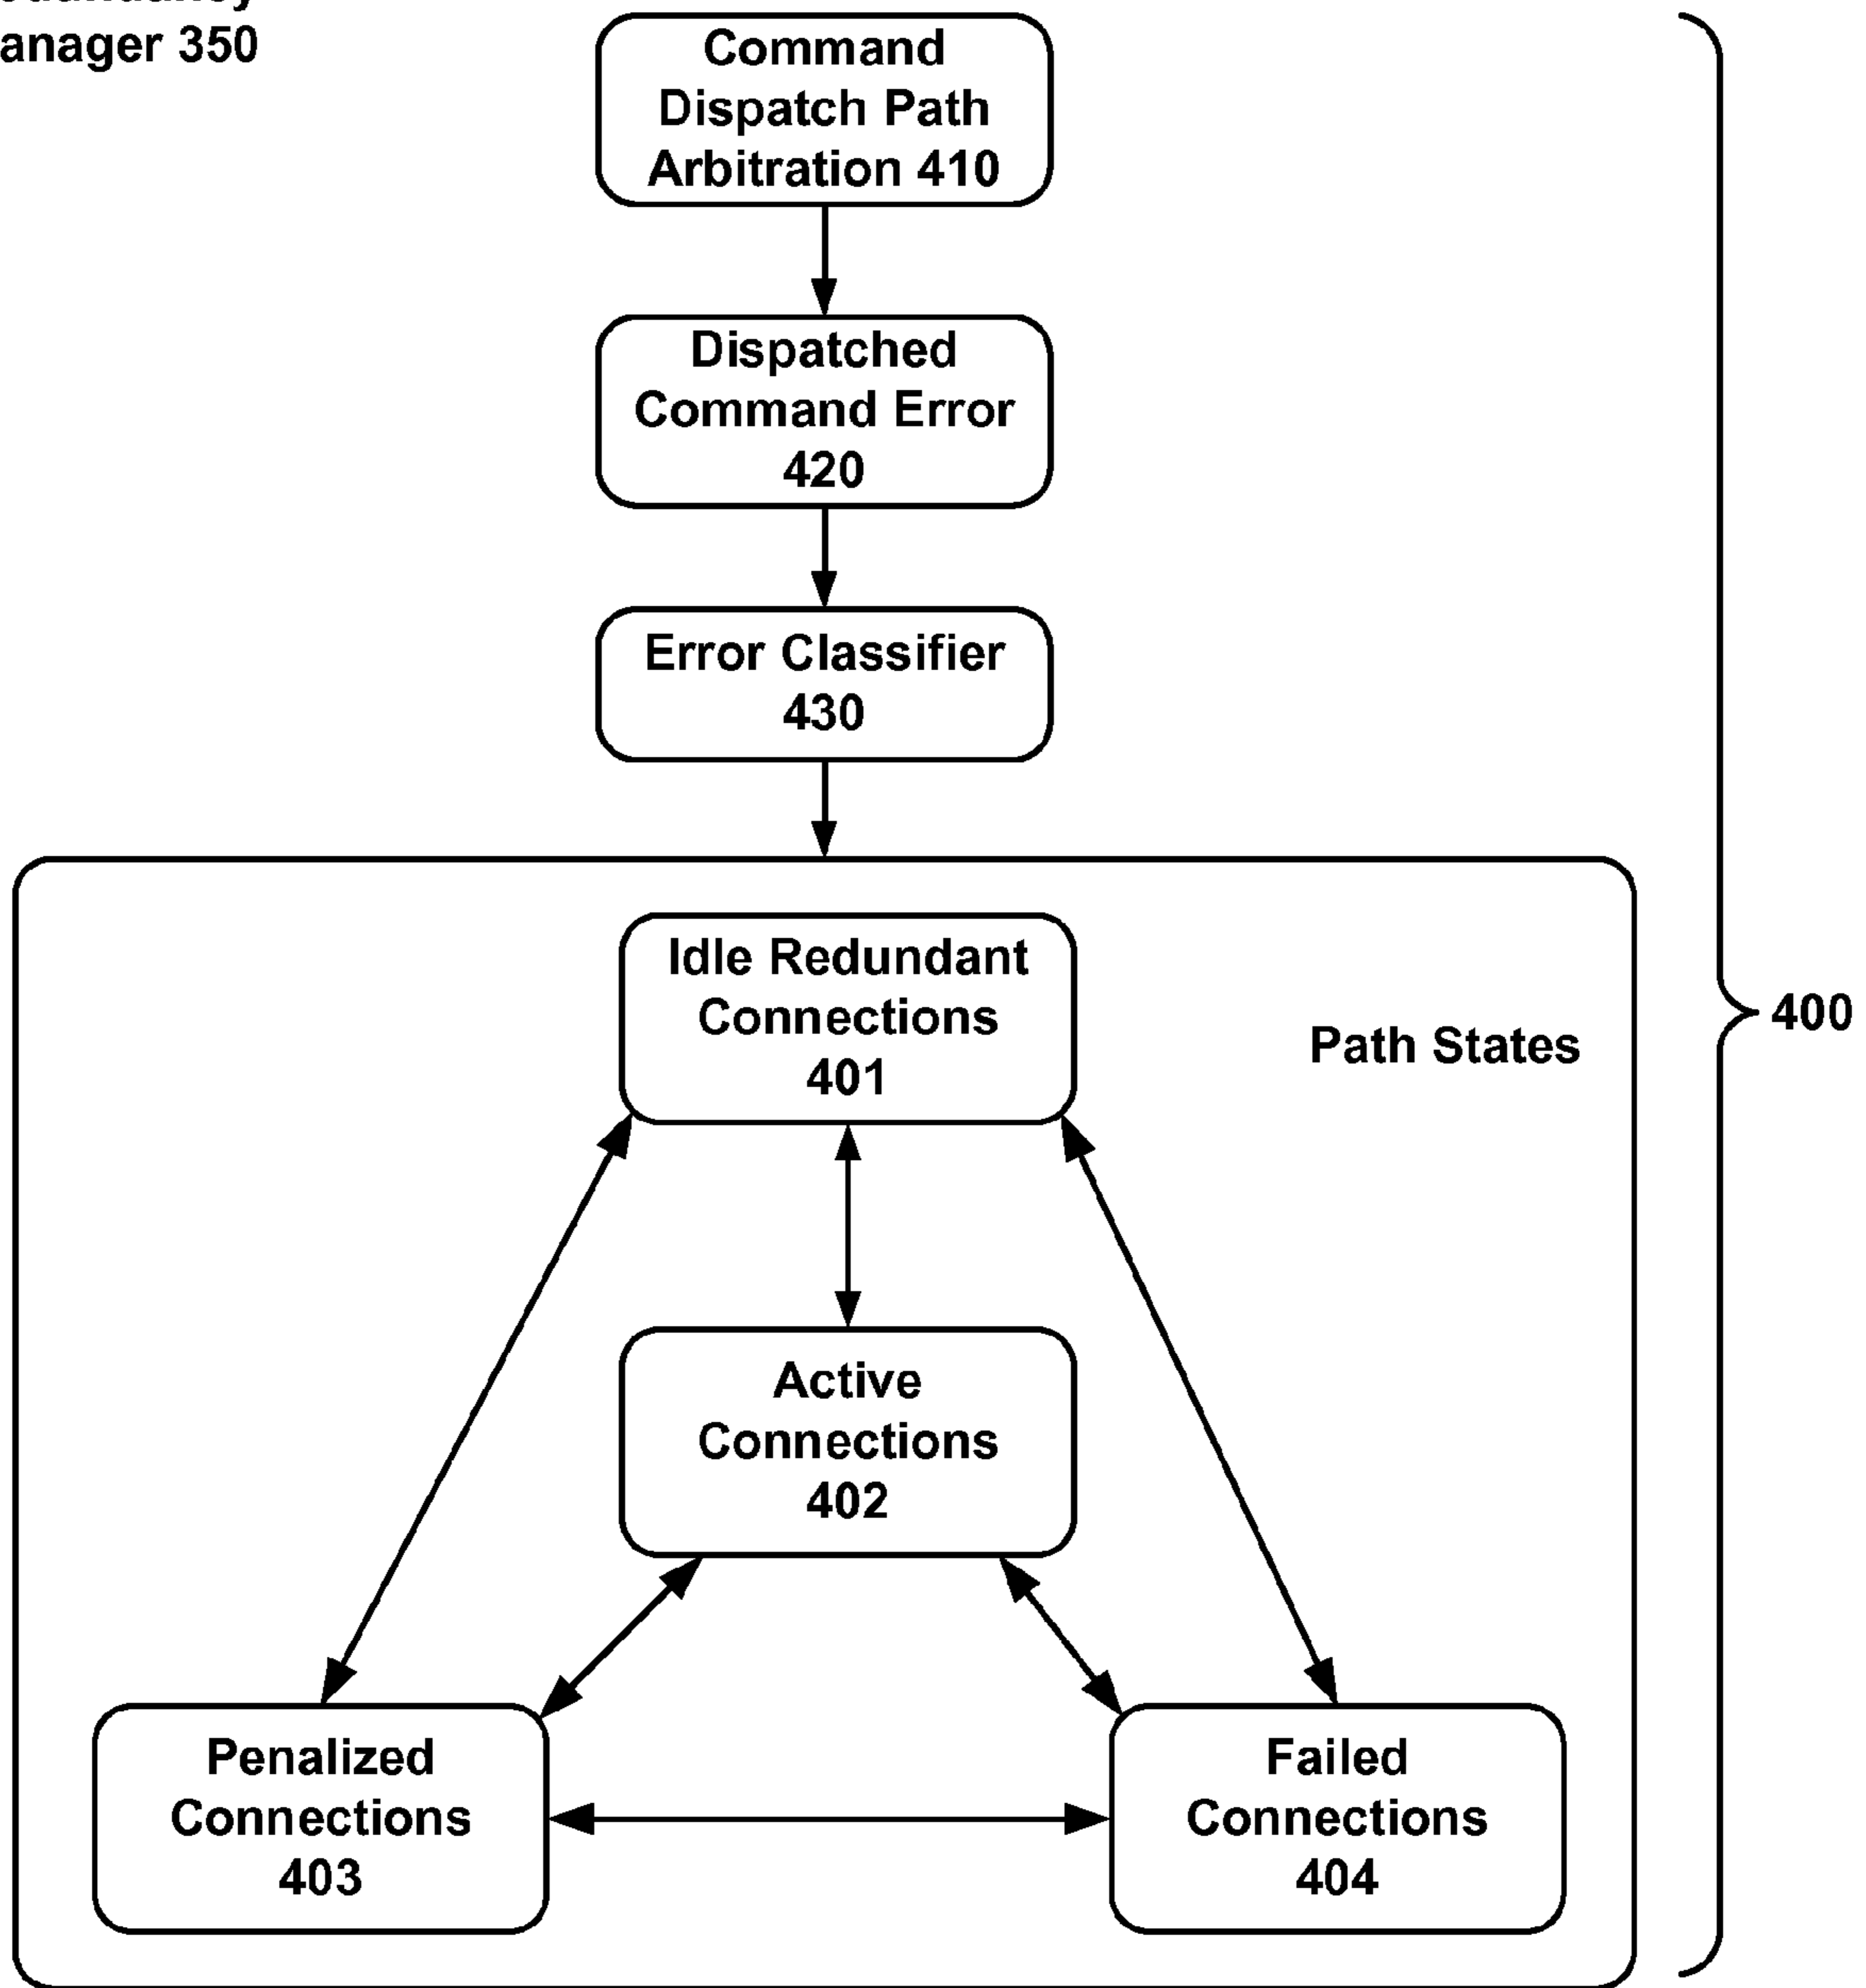 anager 350
Command
Dispatch Path
Arbitration 410
Dispatched
Command Error
420
Error Classifier
430
Idle Redundant
Connections
401
Path States
400
Active
Connections
402
Penalized
Connections
403
Failed
Connections
404